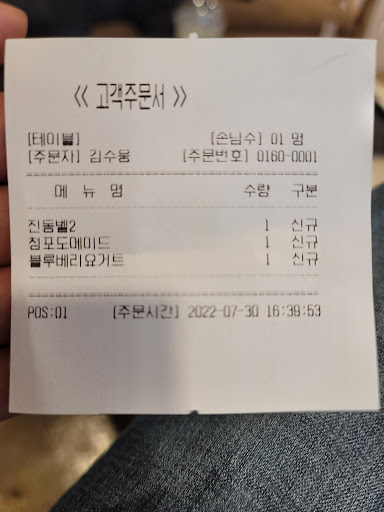 《 고객주문서 》
[테이블] [손님수] 01 명
[주문자] 김수웅 [주문번호] 0160-0001
메 뉴 명 수량 구분
진동벨2 1 신규
청포도에이드 1 신규
블루베리요거트 1 신규
POS:01 [주문시간] 2022-07-30 16:39:53